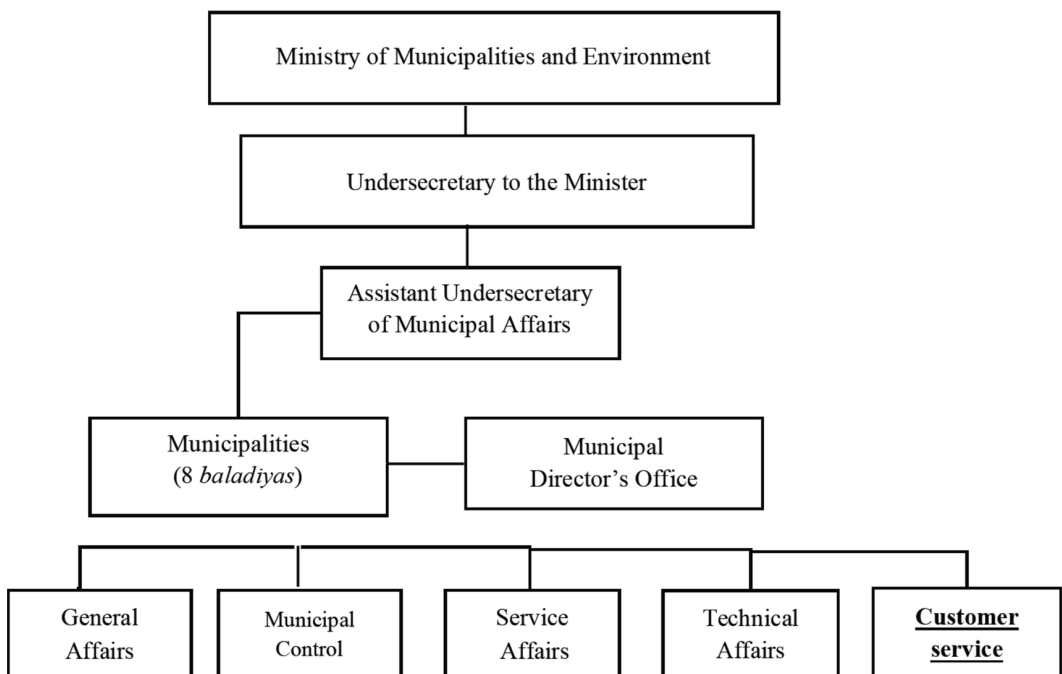 Ministry of Municipalities and Environment
Undersecretary to the Minister
Assistant Undersecretary
of Municipal Affairs
Municipalities
(8 baladiyas)
Municipal
Director's Office
General
Affairs
Municipal
Control
Service
Affairs
Technical
Affairs
Customer
service